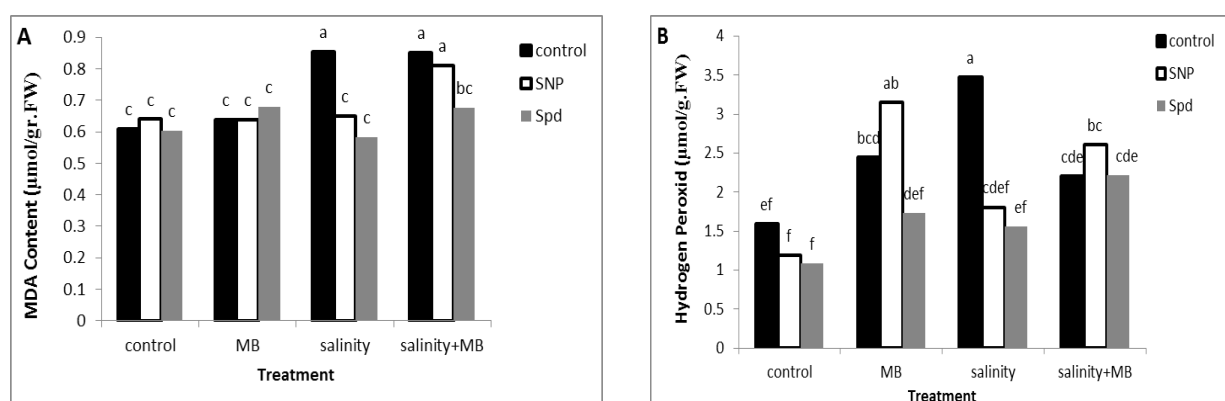 A
MDA Content (µmol/gr.FW)
0.9
0.8
0.7
0.6
0.5
0.4
0.3
0.2
0.1
0
c c c
c c c
a c c
a a bc
control MB salinity salinity+MB
Treatment
control
SNP
Spd
B
Hydrogen Peroxid (µmol/g.FW)
4
3.5
3
2.5
2
1.5
1
0.5
0
ef f f
bcd ab def
a cdef ef
cde bc cde
control MB salinity salinity+MB
Treatment
control
SNP
Spd